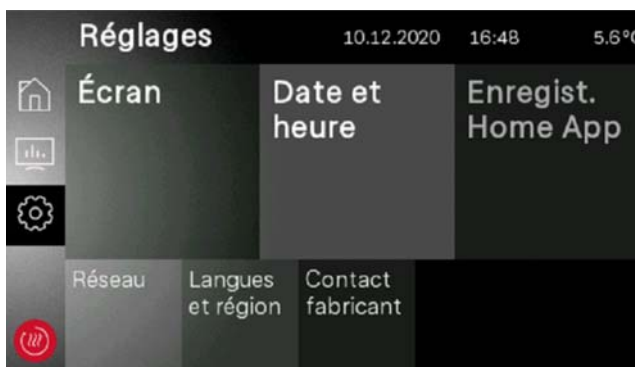 Réglages 10.12.2020 16:48 5.6°C
Écran
Date et
heure
Enregist.
Home App
Réseau
Langues
et région
Contact
fabricant